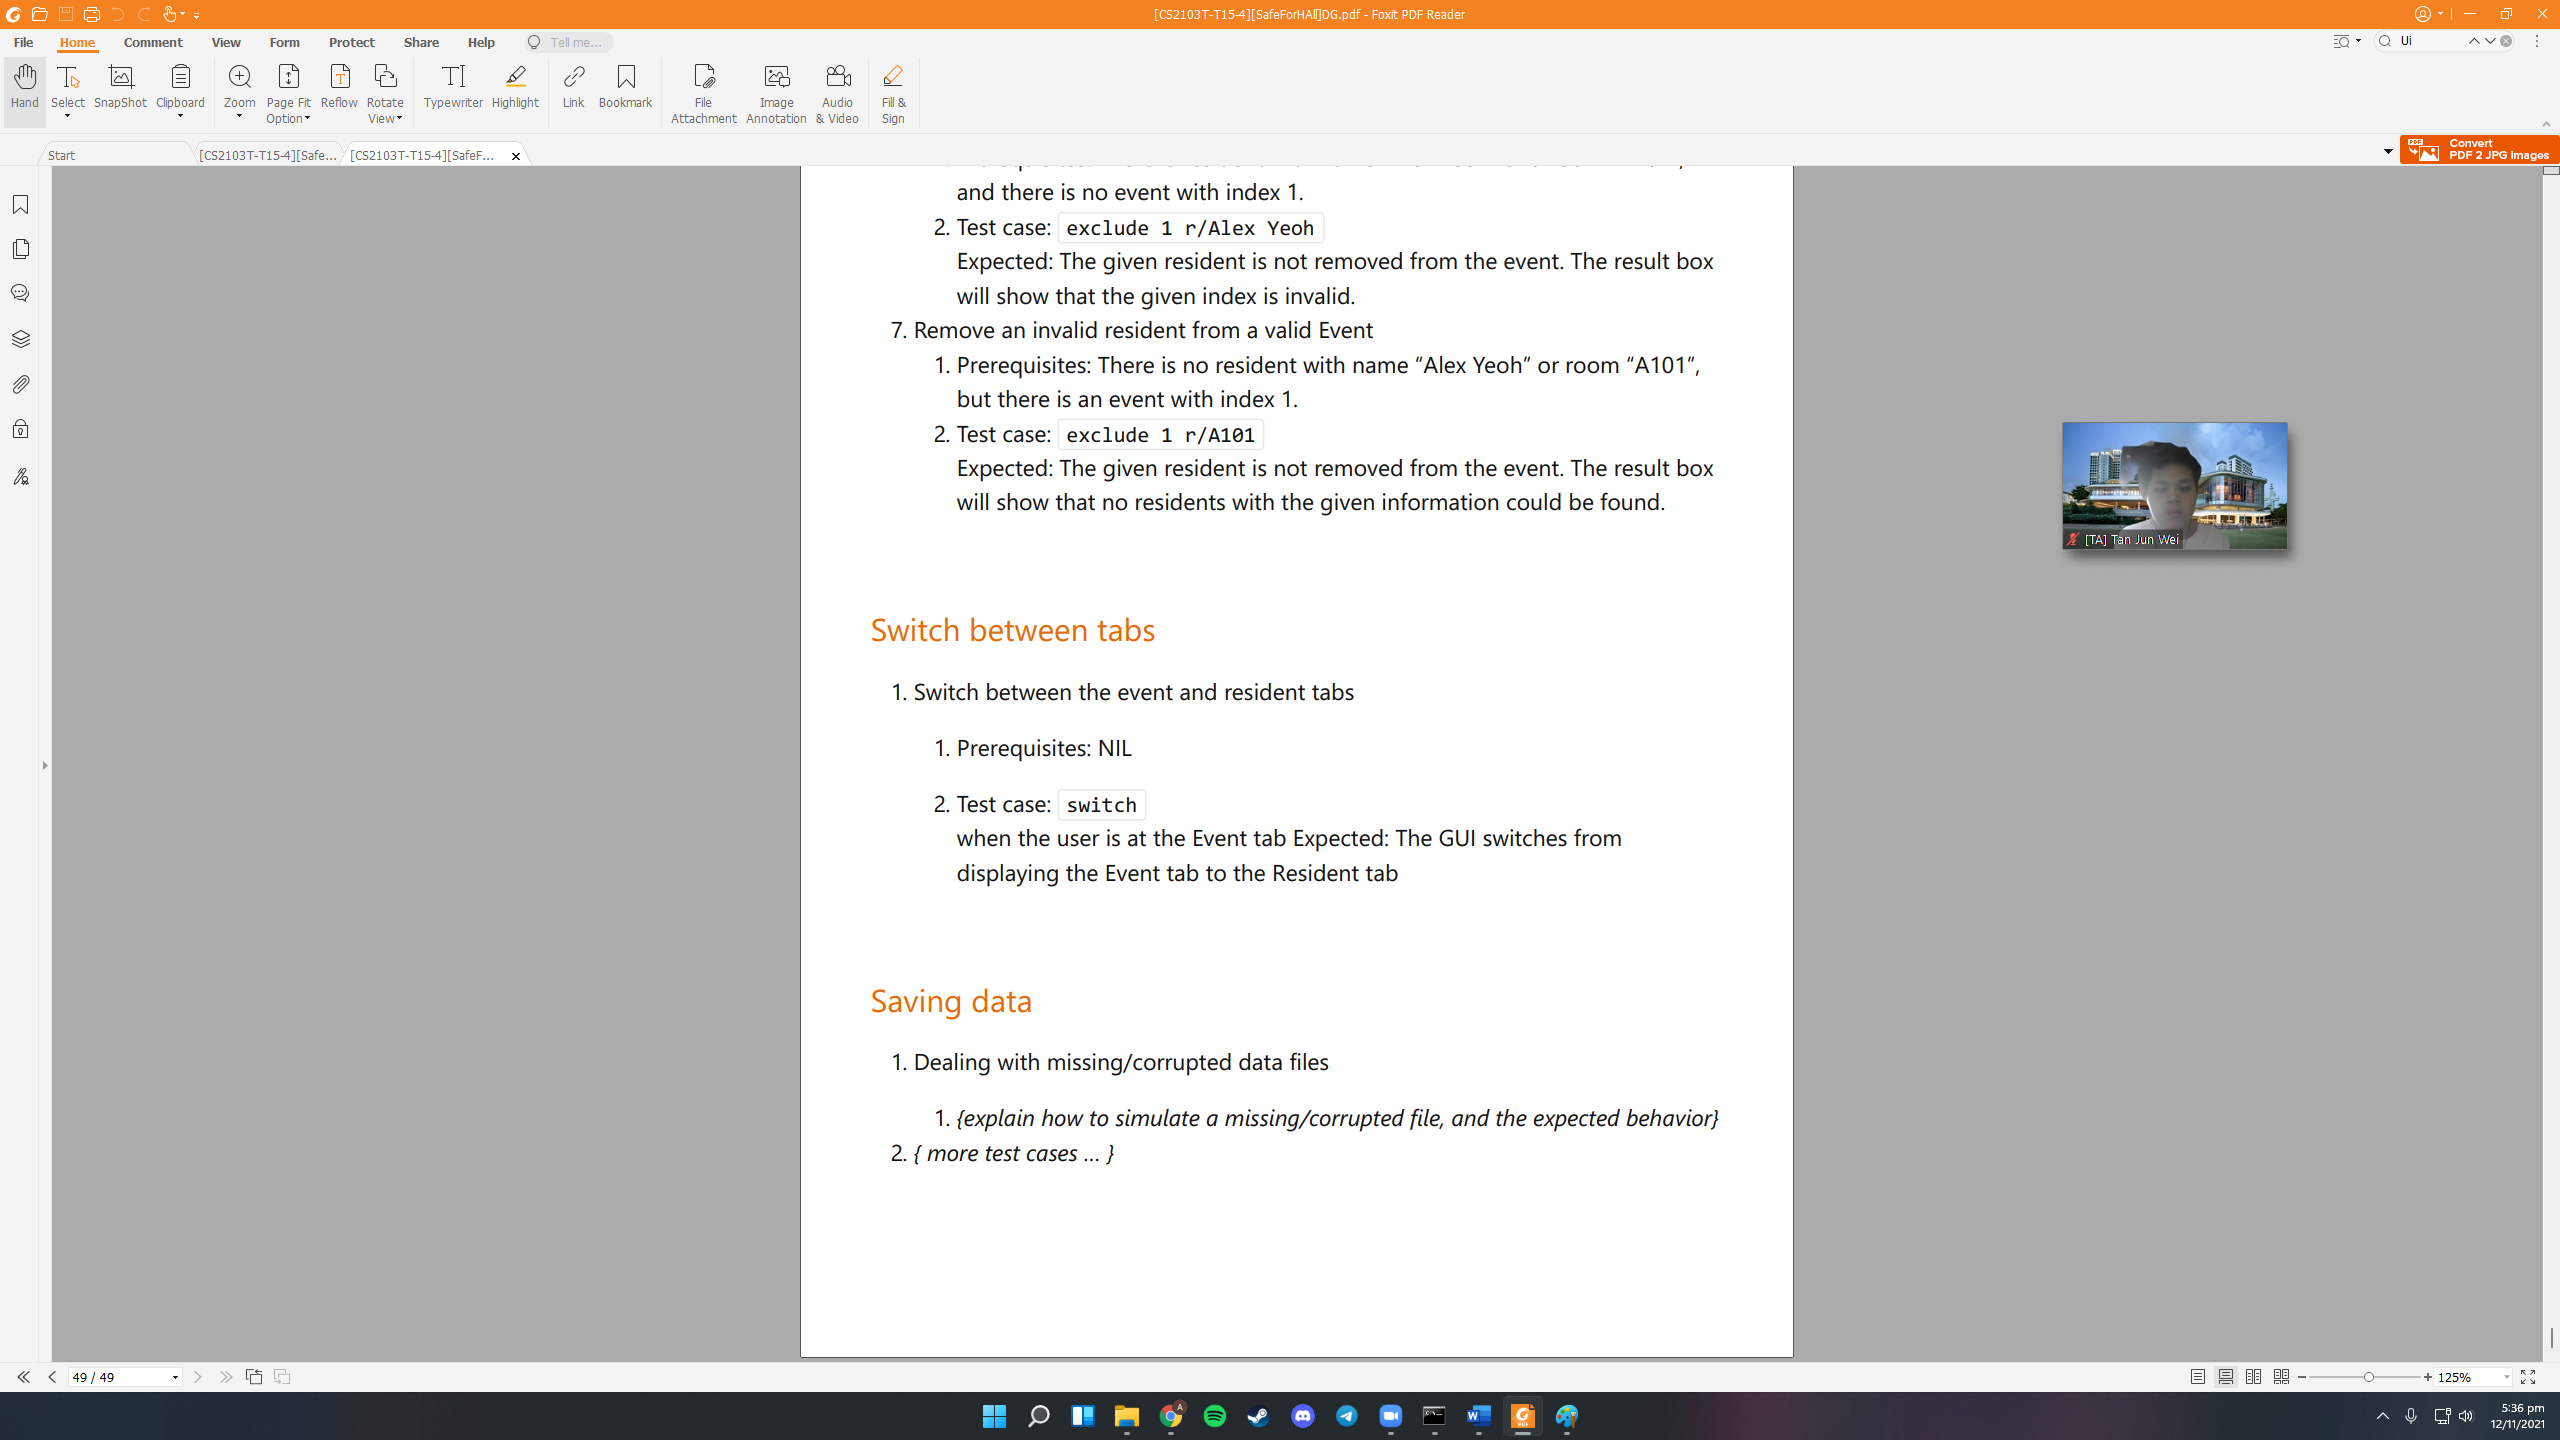 [CS2103T-T15-4][SafeForHAll]DG.pdf - Foxit PDF Reader
File Home Comment View Form Protect Share Help Tell me... Ui
Hand Select SnapShot Clipboard Zoom Page Fit Option Reflow Rotate View Typewriter Highlight Link Bookmark File Attachment Image Annotation Audio & Video Fill & Sign
Start [CS2103T-T15-4][Safe... [CS2103T-T15-4][SafeF...
PDF Convert
PDF 2 JPG Images
and there is no event with index 1.
2. Test case: exclude 1 r/Alex Yeoh
Expected: The given resident is not removed from the event. The result box
will show that the given index is invalid.
7. Remove an invalid resident from a valid Event
1. Prerequisites: There is no resident with name “Alex Yeoh” or room “A101”,
but there is an event with index 1.
2. Test case: exclude 1 r/A101
Expected: The given resident is not removed from the event. The result box
will show that no residents with the given information could be found.
[TA] Tan Jun Wei
Switch between tabs
1. Switch between the event and resident tabs
1. Prerequisites: NIL
2. Test case: switch
when the user is at the Event tab Expected: The GUI switches from
displaying the Event tab to the Resident tab
Saving data
1. Dealing with missing/corrupted data files
1. {explain how to simulate a missing/corrupted file, and the expected behavior}
2. { more test cases … }
49 / 49 125%
5:36 pm
12/11/2021